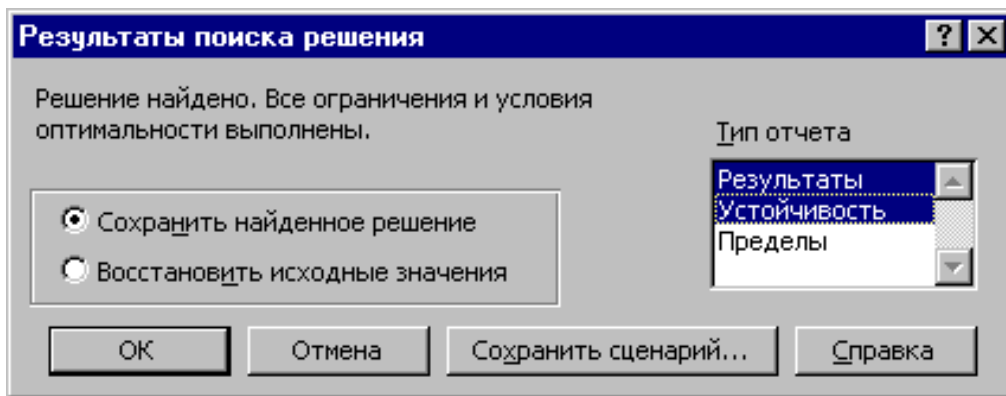 Результаты поиска решения
Решение найдено. Все ограничения и условия
оптимальности выполнены.
Тип отчета
Результаты
Устойчивость
Пределы
Сохранить найденное решение
Восстановить исходные значения
ОК
Отмена
Сохранить сценарий...
Справка